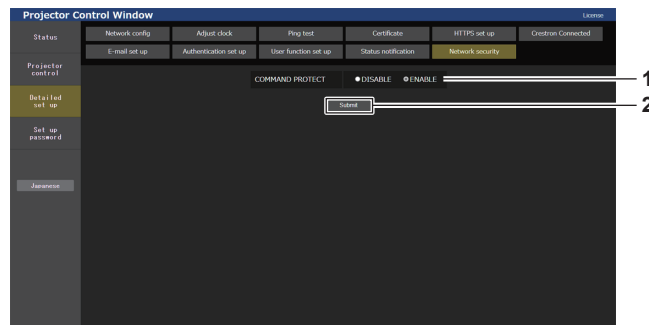 Projector Control Window
License
Status
Network config Adjust clock Ping test Certificate HTTPS set up Crestron Connected
E-mail set up Authentication set up User function set up Status notification Network security
Projector
control
COMMAND PROTECT DISABLE ENABLE 1
Detailed
set up
Submit 2
Set up
password
Japanese